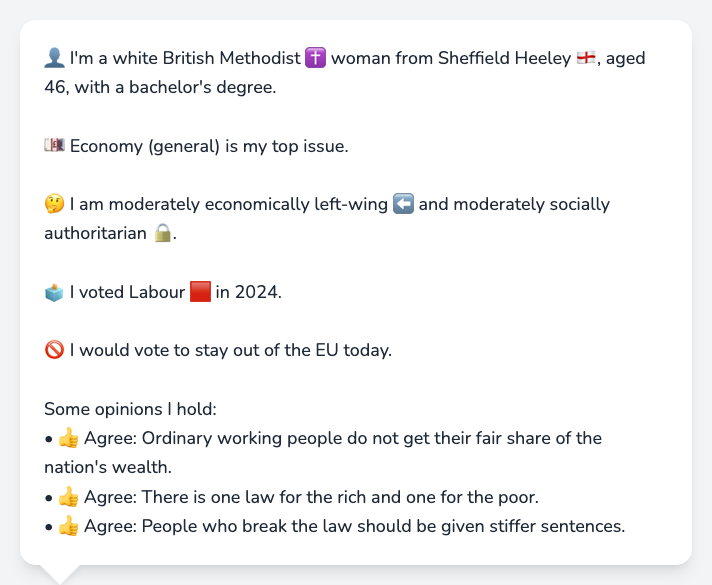 👤 I'm a white British Methodist ✝️ woman from Sheffield Heeley 🏴󠁧󠁢󠁥󠁮󠁧󠁿, aged
46, with a bachelor's degree.
💷 Economy (general) is my top issue.
🤔 I am moderately economically left-wing ⬅️ and moderately socially
authoritarian 🔒.
🗳️ I voted Labour 🟥 in 2024.
🚫 I would vote to stay out of the EU today.
Some opinions I hold:
• 👍 Agree: Ordinary working people do not get their fair share of the
nation's wealth.
• 👍 Agree: There is one law for the rich and one for the poor.
• 👍 Agree: People who break the law should be given stiffer sentences.